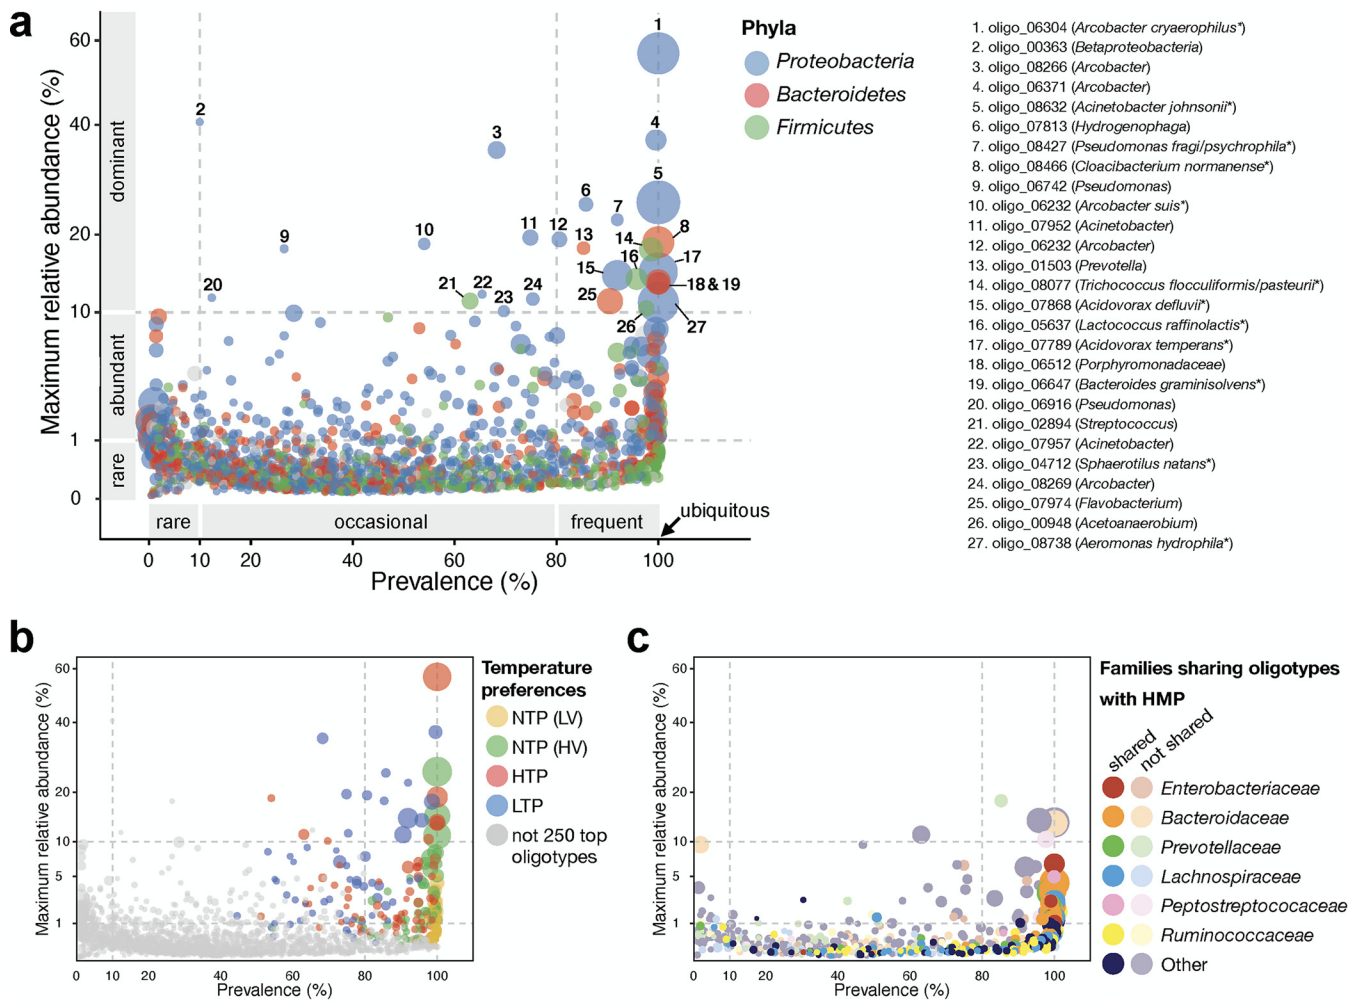 a
Maximum relative abundance (%)
60
40
20
10
1
0
dominant
abundant
rare
1
2
3
4
5
6
7
8
9
10
11
12
13
14
15
16
17
18 & 19
20
21
22
23
24
25
26
27
rare
occasional
frequent
ubiquitous
0 10 20 40 60 80 100
Prevalence (%)
Phyla
Proteobacteria
Bacteroidetes
Firmicutes
1. oligo_06304 (Arcobacter cryaerophilus*)
2. oligo_00363 (Betaproteobacteria)
3. oligo_08266 (Arcobacter)
4. oligo_06371 (Arcobacter)
5. oligo_08632 (Acinetobacter johnsonii*)
6. oligo_07813 (Hydrogenophaga)
7. oligo_08427 (Pseudomonas fragi/psychrophila*)
8. oligo_08466 (Cloacibacterium normanense*)
9. oligo_06742 (Pseudomonas)
10. oligo_06232 (Arcobacter suis*)
11. oligo_07952 (Acinetobacter)
12. oligo_06232 (Arcobacter)
13. oligo_01503 (Prevotella)
14. oligo_08077 (Trichococcus flocculiformis/pasteurii*)
15. oligo_07868 (Acidovorax defluvii*)
16. oligo_05637 (Lactococcus raffinolactis*)
17. oligo_07789 (Acidovorax temperans*)
18. oligo_06512 (Porphyromonadaceae)
19. oligo_06647 (Bacteroides graminisolvens*)
20. oligo_06916 (Pseudomonas)
21. oligo_02894 (Streptococcus)
22. oligo_07957 (Acinetobacter)
23. oligo_04712 (Sphaerotilus natans*)
24. oligo_08269 (Arcobacter)
25. oligo_07974 (Flavobacterium)
26. oligo_00948 (Acetoanaerobium)
27. oligo_08738 (Aeromonas hydrophila*)
b
Maximum relative abundance (%)
60
40
20
10
5
1
0 10 20 40 60 80 100
Prevalence (%)
Temperature
preferences
NTP (LV)
NTP (HV)
HTP
LTP
not 250 top
oligotypes
c
Maximum relative abundance (%)
60
40
20
10
5
1
0 10 20 40 60 80 100
Prevalence (%)
Families sharing oligotypes
with HMP
shared
not shared
Enterobacteriaceae
Bacteroidaceae
Prevotellaceae
Lachnospiraceae
Peptostreptococaceae
Ruminococcaceae
Other